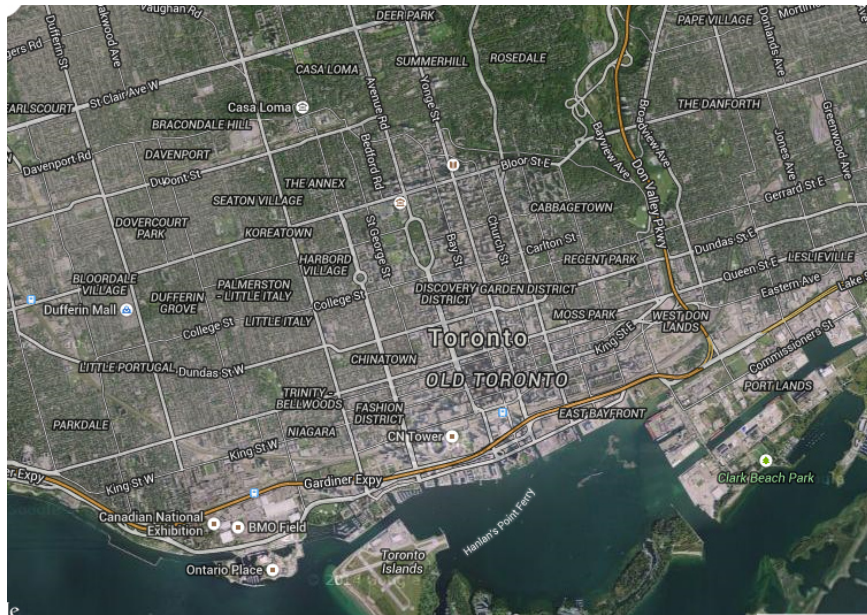 Vaughan Rd
DEER PARK
PAPE VILLAGE
Mortimer
Dufferin St
Oakwood Ave
Donlands Ave
gers Rd
CASA LOMA
SUMMERHILL
ROSEDALE
Avenue Rd
Yonge St
St Clair Ave W
EARLSCOURT
Casa Loma
THE DANFORTH
Broadview Ave
Greenwood Ave
BRACONDALE HILL
Bayview Ave
Jones Ave
Davenport Rd
DAVENPORT
Bedford Rd
Bloor St E
Dupont St
THE ANNEX
Don Valley Pkwy
SEATON VILLAGE
Gerrard St E
CABBAGETOWN
DOVERCOURT
PARK
KOREATOWN
St George St
Bay St
Church St
Carlton St
Dundas St E
HARBORD
VILLAGE
REGENT PARK
LESLIEVILLE
Queen St E
BLOORDALE
VILLAGE
PALMERSTON
- LITTLE ITALY
DISCOVERY
DISTRICT
GARDEN DISTRICT
Eastern Ave
Lake
Dufferin Mall
DUFFERIN
GROVE
College St
College St
LITTLE ITALY
MOSS PARK
WEST DON
LANDS
King St E
Toronto
Commissioners St
LITTLE PORTUGAL
Dundas St W
CHINATOWN
OLD TORONTO
PORT LANDS
TRINITY -
BELLWOODS
FASHION
DISTRICT
EAST BAYFRONT
PARKDALE
NIAGARA
CN Tower
King St W
King St W
er Expy
Gardiner Expy
Clark Beach Park
Canadian National
Exhibition
BMO Field
Hanlan's Point Ferry
Toronto
Islands
Ontario Place